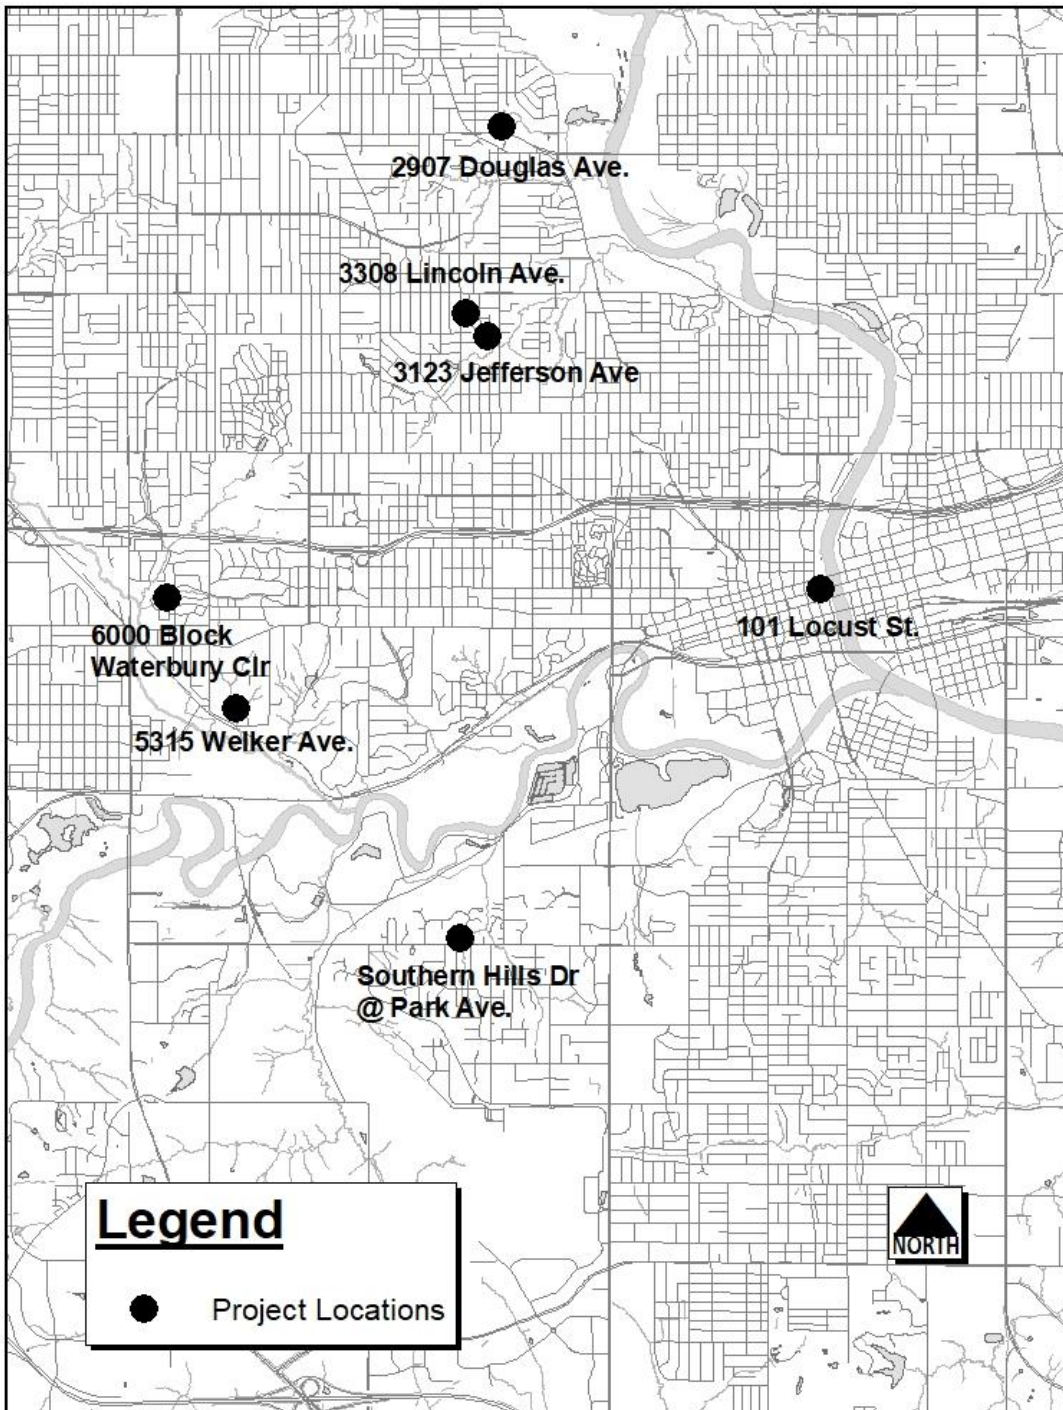 2907 Douglas Ave.
3308 Lincoln Ave.
3123 Jefferson Ave
101 Locust St.
6000 Block
Waterbury CIr
5315 Welker Ave.
Southern Hills Dr
@ Park Ave.
Legend
Project Locations
NORTH